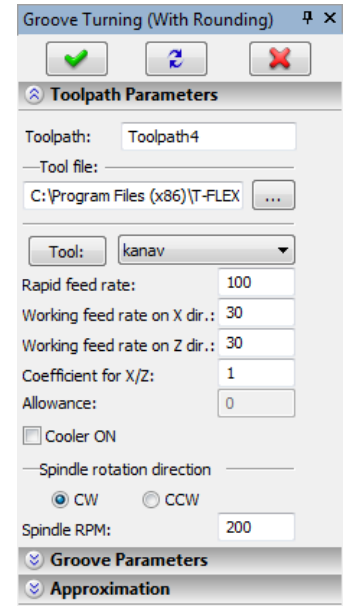 Groove Turning (With Rounding)
Toolpath Parameters
Toolpath: Toolpath4
Tool file:
C:\Program Files (x86)\T-FLEX ...
Tool: kanav
Rapid feed rate: 100
Working feed rate on X dir.: 30
Working feed rate on Z dir.: 30
Coefficient for X/Z: 1
Allowance: 0
Cooler ON
Spindle rotation direction
CW CCW
Spindle RPM: 200
Groove Parameters
Approximation